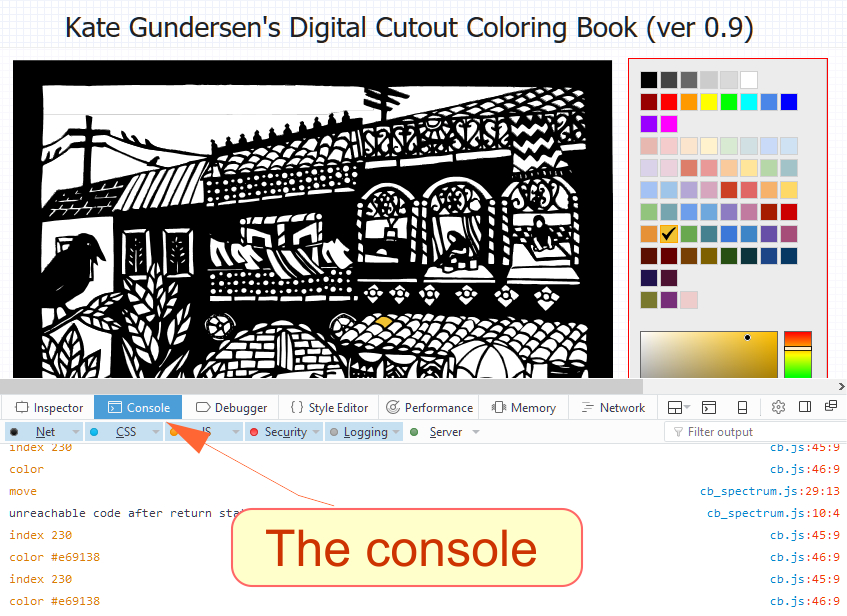 Kate Gundersen's Digital Cutout Coloring Book (ver 0.9)
Inspector Console Debugger { } Style Editor Performance Memory Network
Net CSS JS Security Logging Server Filter output
index 230 cb.js:45:9
color cb.js:46:9
move cb_spectrum.js:29:13
unreachable code after return sta cb_spectrum.js:10:4
index 230 cb.js:45:9
color #e69138 cb.js:46:9
index 230 cb.js:45:9
color #e69138 cb.js:46:9
The console